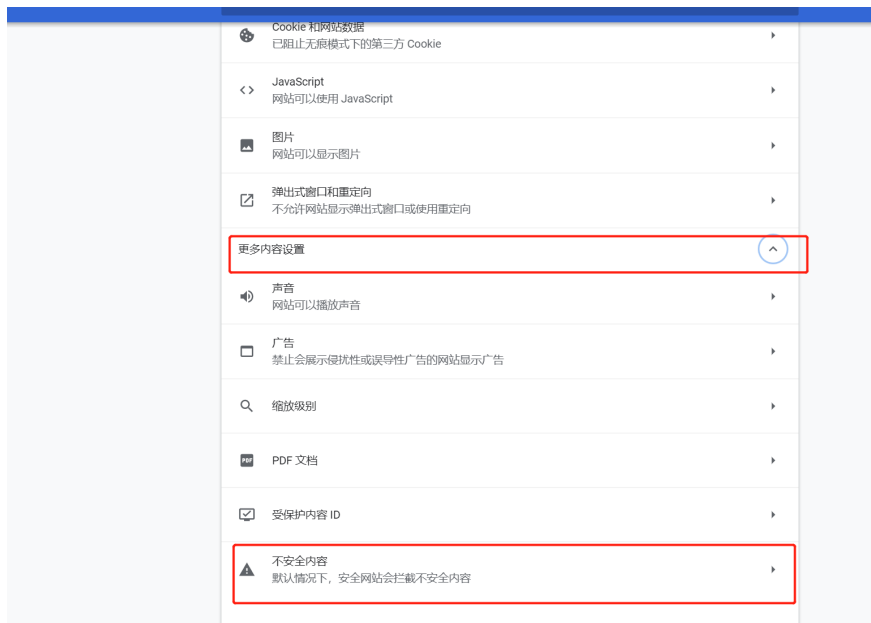 Cookie 和网站数据
已阻止无痕模式下的第三方 Cookie
JavaScript
网站可以使用 JavaScript
图片
网站可以显示图片
弹出式窗口和重定向
不允许网站显示弹出式窗口或使用重定向
更多内容设置
声音
网站可以播放声音
广告
禁止会展示侵扰性或误导性广告的网站显示广告
缩放级别
PDF
PDF 文档
受保护内容 ID
不安全内容
默认情况下，安全网站会拦截不安全内容